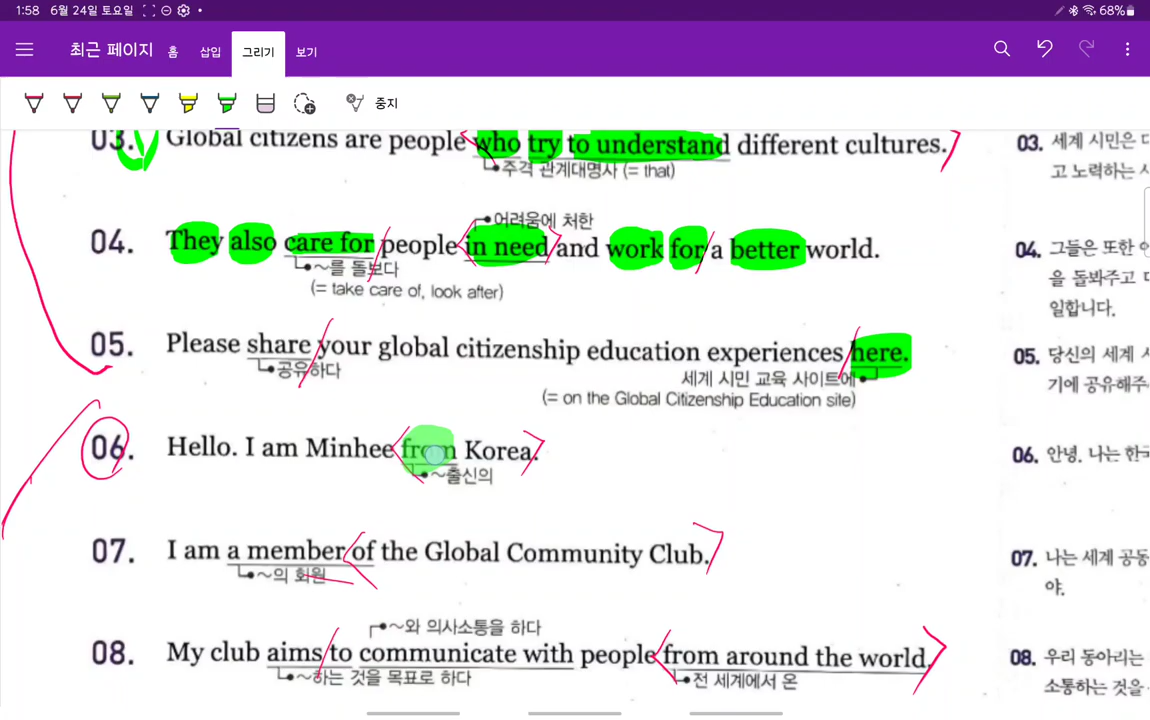 1:58 6월 24일 토요일 68%
최근 페이지 홈 삽입 그리기 보기
중지
03. Global citizens are people who try to understand different cultures.
주격 관계대명사 (= that)
03. 세계 시민은
고 노력하는
어려움에 처한
04. They also care for people in need and work for a better world.
~를 돌보다
(= take care of, look after)
04. 그들은 또한
을 돌봐주고
일합니다.
05. Please share your global citizenship education experiences here.
공유하다
세계 시민 교육 사이트에
(= on the Global Citizenship Education site)
05. 당신의 세계
기에 공유해주
06. Hello. I am Minhee from Korea.
~출신의
06. 안녕. 나는
07. I am a member of the Global Community Club.
~의 회원
07. 나는 세계 공동
야.
~와 의사소통을 하다
08. My club aims to communicate with people from around the world.
~하는 것을 목표로 하다
전 세계에서 온
08. 우리 동아리는
소통하는 것을